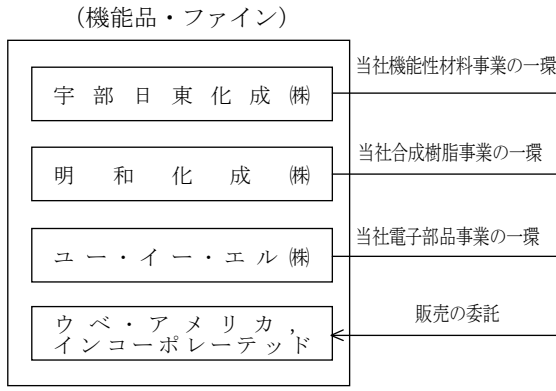 （機能品・ファイン）
当社機能性材料事業の一環
宇部日東化成㈱
当社合成樹脂事業の一環
明和化成㈱
当社電子部品事業の一環
ユー・イー・エル㈱
販売の委託
ウベ・アメリカ，
インコーポレーテッド